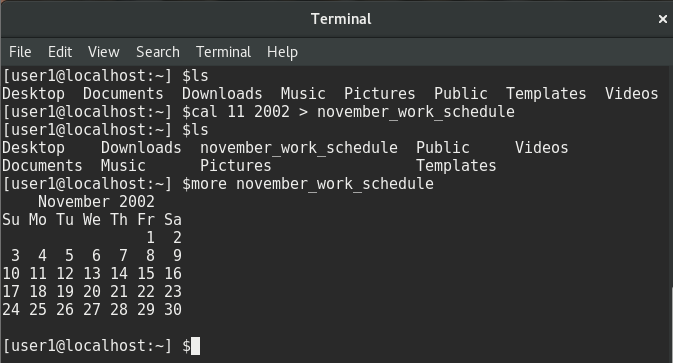 Terminal
×
File Edit View Search Terminal Help
[user1@localhost:~] $ls
Desktop  Documents  Downloads  Music  Pictures  Public  Templates  Videos
[user1@localhost:~] $cal 11 2002 > november_work_schedule
[user1@localhost:~] $ls
Desktop    Downloads  november_work_schedule  Public     Videos
Documents  Music      Pictures                Templates
[user1@localhost:~] $more november_work_schedule
    November 2002
Su Mo Tu We Th Fr Sa
                1  2
 3  4  5  6  7  8  9
10 11 12 13 14 15 16
17 18 19 20 21 22 23
24 25 26 27 28 29 30
[user1@localhost:~] $